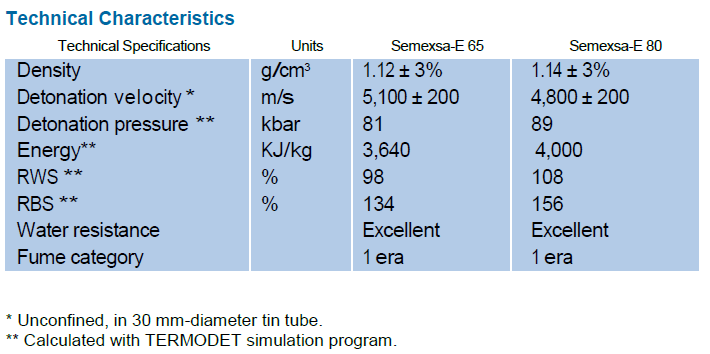 Technical Characteristics
Technical Specifications Units Semexsa-E 65 Semexsa-E 80
Density g/cm³ 1.12 ± 3% 1.14 ± 3%
Detonation velocity * m/s 5,100 ± 200 4,800 ± 200
Detonation pressure ** kbar 81 89
Energy** KJ/kg 3,640 4,000
RWS ** % 98 108
RBS ** % 134 156
Water resistance Excellent Excellent
Fume category 1 era 1 era
* Unconfined, in 30 mm-diameter tin tube.
** Calculated with TERMODET simulation program.